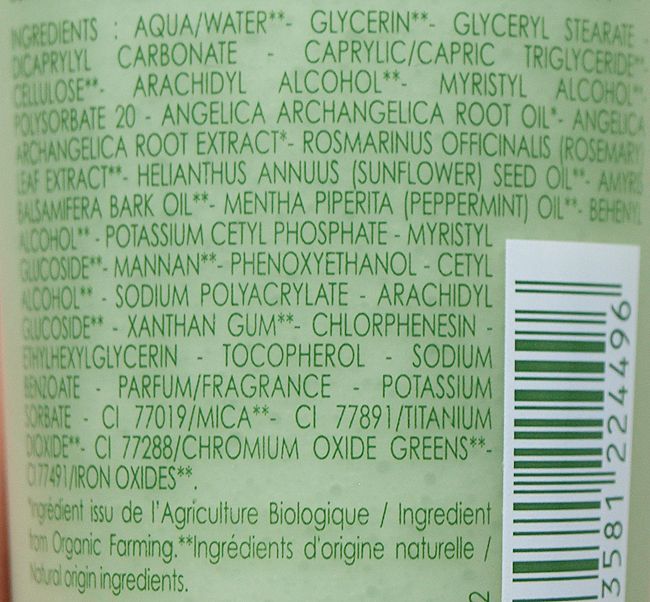 INGREDIENTS : AQUA/WATER**- GLYCERIN**- GLYCERYL STEARATE -
DICAPRYLYL CARBONATE - CAPRYLIC/CAPRIC TRIGLYCERIDE**-
CELLULOSE**- ARACHIDYL ALCOHOL**- MYRISTYL ALCOHOL**-
POLYSORBATE 20 - ANGELICA ARCHANGELICA ROOT OIL*- ANGELICA
ARCHANGELICA ROOT EXTRACT*- ROSMARINUS OFFICINALIS (ROSEMARY)
LEAF EXTRACT**- HELIANTHUS ANNUUS (SUNFLOWER) SEED OIL**- AMYRIS
BALSAMIFERA BARK OIL**- MENTHA PIPERITA (PEPPERMINT) OIL**- BEHENYL
ALCOHOL** - POTASSIUM CETYL PHOSPHATE - MYRISTYL
GLUCOSIDE**- MANNAN**- PHENOXYETHANOL - CETYL
ALCOHOL** - SODIUM POLYACRYLATE - ARACHIDYL
GLUCOSIDE** - XANTHAN GUM**- CHLORPHENESIN -
ETHYLHEXYLGLYCERIN - TOCOPHEROL - SODIUM
BENZOATE - PARFUM/FRAGRANCE - POTASSIUM
SORBATE - CI 77019/MICA**- CI 77891/TITANIUM
DIOXIDE**- CI 77288/CHROMIUM OXIDE GREENS**-
CI 77491/IRON OXIDES**.
*Ingrédient issu de l'Agriculture Biologique / Ingredient
from Organic Farming.**Ingrédients d'origine naturelle /
Natural origin ingredients.
3581 224496
2